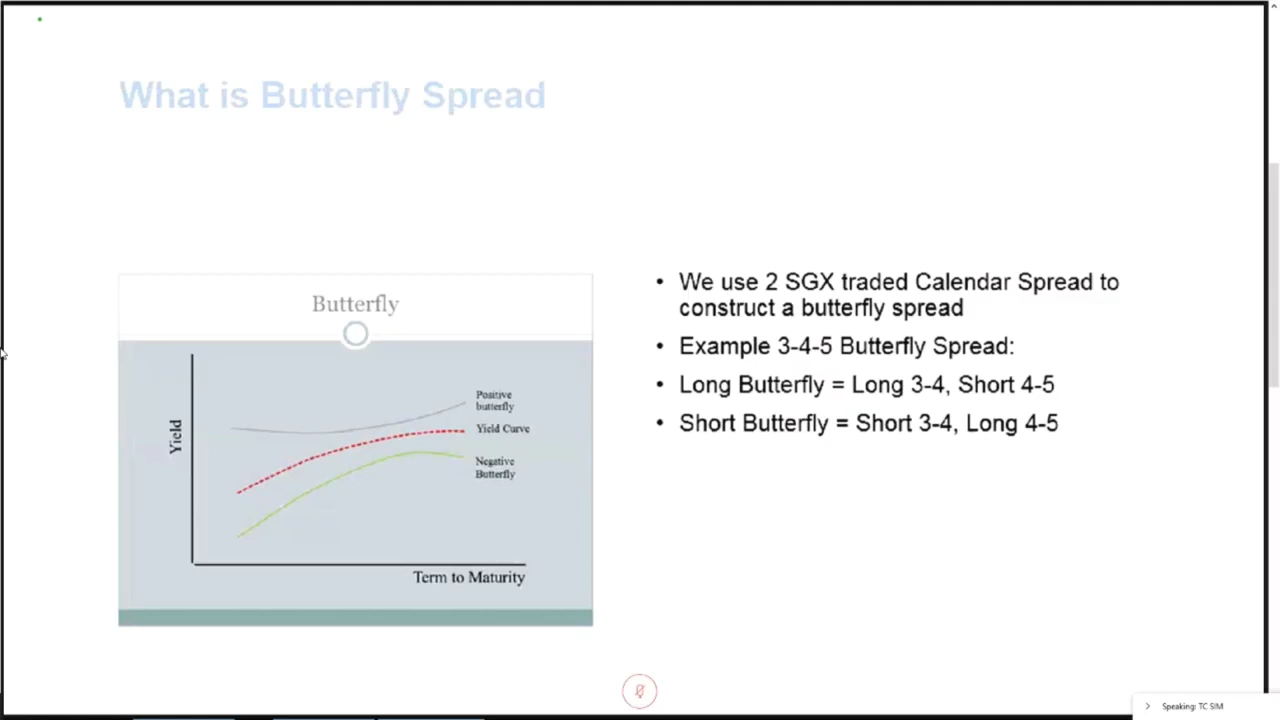 What is Butterfly Spread
Butterfly
Yield
Positive
butterfly
Yield Curve
Negative
Butterfly
Term to Maturity
• We use 2 SGX traded Calendar Spread to
construct a butterfly spread
• Example 3-4-5 Butterfly Spread:
• Long Butterfly = Long 3-4, Short 4-5
• Short Butterfly = Short 3-4, Long 4-5
Speaking: TC SIM